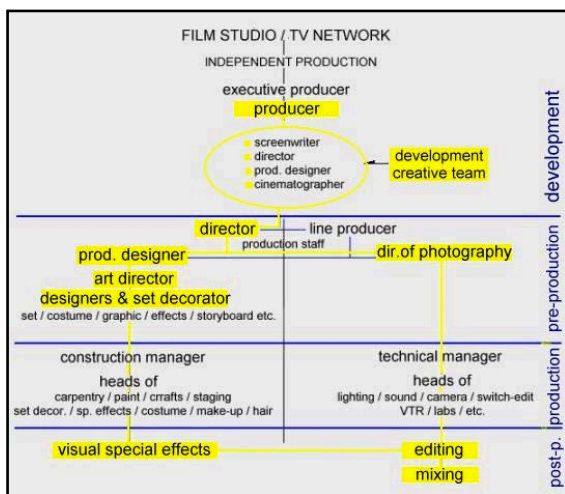 FILM STUDIO / TV NETWORK
INDEPENDENT PRODUCTION
executive producer
producer
screenwriter
director
prod. designer
cinematographer
development
creative team
development
director
line producer
production staff
prod. designer
dir.of photography
art director
designers & set decorator
set / costume / graphic / effects / storyboard etc.
pre-production
construction manager
heads of
carpentry / paint / crrafts / staging
set decor. / sp. effects / costume / make-up / hair
technical manager
heads of
lighting / sound / camera / switch-edit
VTR / labs / etc.
production
visual special effects
editing
mixing
post-p.